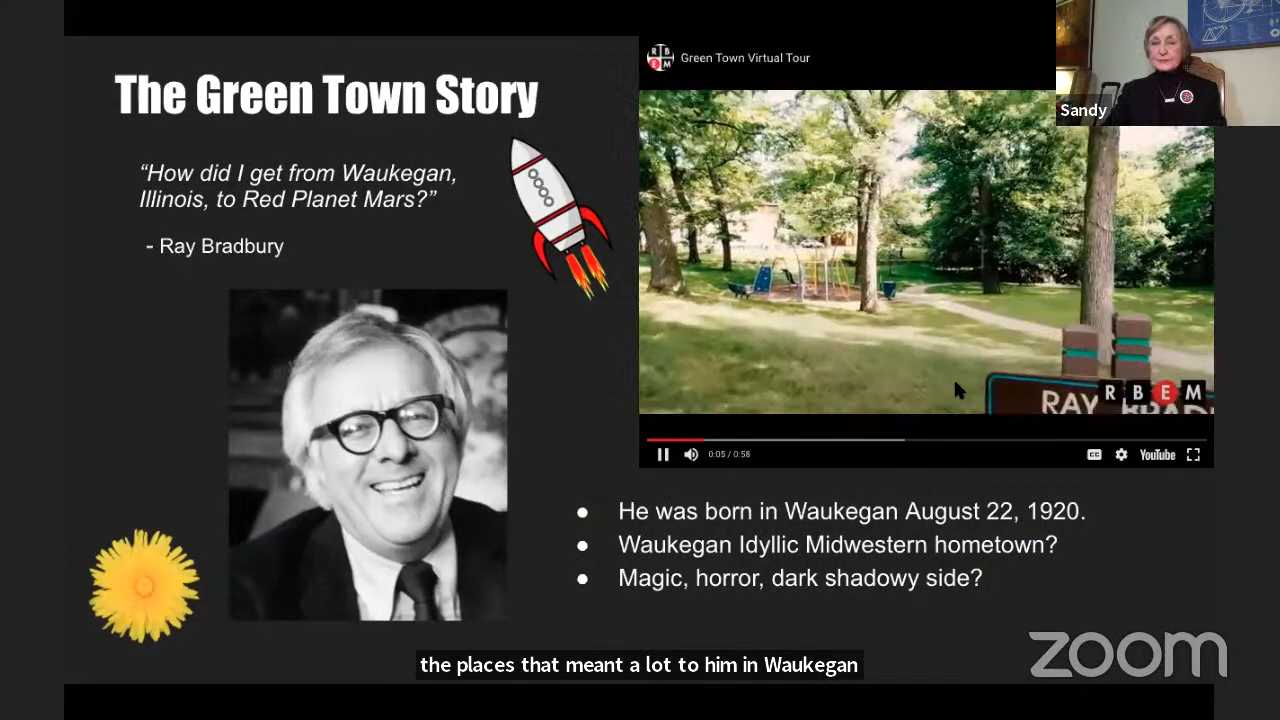 The Green Town Story
“How did I get from Waukegan,
Illinois, to Red Planet Mars?”
- Ray Bradbury
R B
E M
Green Town Virtual Tour
Sandy
RAY
R B E M
0:05 / 0:58
CC
YouTube
● He was born in Waukegan August 22, 1920.
● Waukegan Idyllic Midwestern hometown?
● Magic, horror, dark shadowy side?
the places that meant a lot to him in Waukegan
zoom